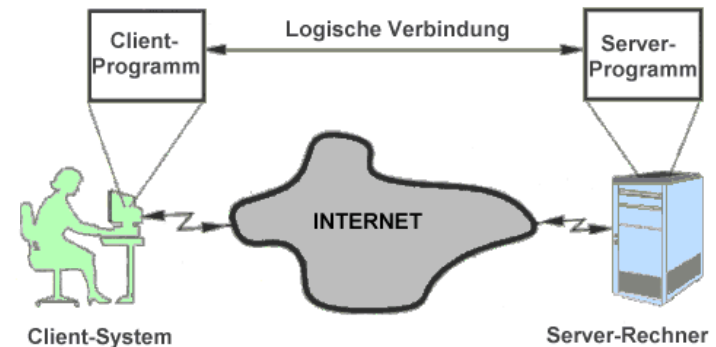 Client-
Programm
Logische Verbindung
Server-
Programm
INTERNET
Client-System
Server-Rechner